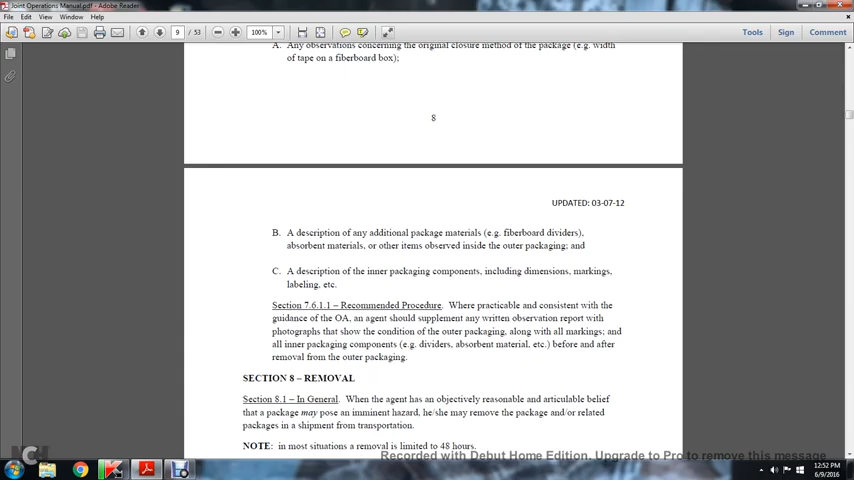 Joint Operations Manual.pdf - Adobe Reader
File Edit View Window Help
9 / 53 100% Tools Sign Comment
A. Any observations concerning the original closure method of the package (e.g. width
of tape on a fiberboard box);
8
UPDATED: 03-07-12
B. A description of any additional package materials (e.g. fiberboard dividers),
absorbent materials, or other items observed inside the outer packaging; and
C. A description of the inner packaging components, including dimensions, markings,
labeling, etc.
Section 7.6.1.1 – Recommended Procedure. Where practicable and consistent with the
guidance of the OA, an agent should supplement any written observation report with
photographs that show the condition of the outer packaging, along with all markings; and
all inner packaging components (e.g. dividers, absorbent material, etc.) before and after
removal from the outer packaging.
SECTION 8 – REMOVAL
Section 8.1 – In General. When the agent has an objectively reasonable and articulable belief
that a package may pose an imminent hazard, he/she may remove the package and/or related
packages in a shipment from transportation.
NOTE: in most situations a removal is limited to 48 hours.
Recorded with Debut Home Edition. Upgrade to Pro to remove this message
NCH
12:52 PM
6/9/2016